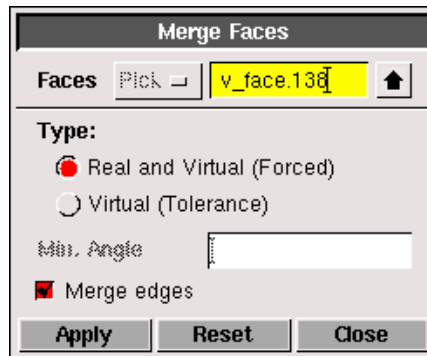 Merge Faces
Faces Pick v_face.138
Type:
Real and Virtual (Forced)
Virtual (Tolerance)
Min. Angle
Merge edges
Apply Reset Close